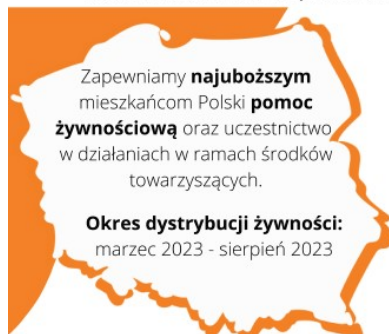 Zapewniamy najuboższym
mieszkańcom Polski pomoc
żywnościową oraz uczestnictwo
w działaniach w ramach środków
towarzyszących.
Okres dystrybucji żywności:
marzec 2023 - sierpień 2023